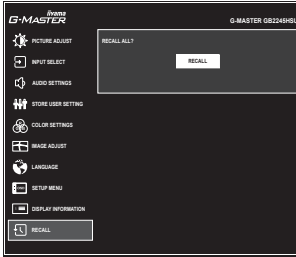 iiyama
G-MASTER
G-MASTER GB2245HSU
PICTURE ADJUST
INPUT SELECT
AUDIO SETTINGS
STORE USER SETTING
COLOR SETTINGS
IMAGE ADJUST
LANGUAGE
SETUP MENU
DISPLAY INFORMATION
RECALL
RECALL ALL?
RECALL